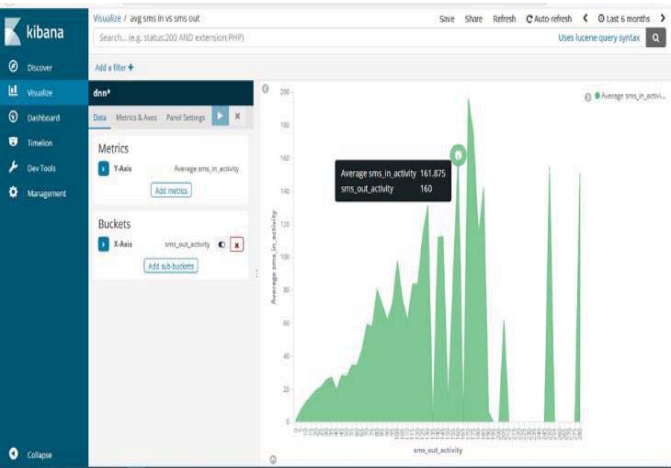 kibana
Discover
Visualize
Dashboard
Timelion
Dev Tools
Management
Collapse
Visualize / avg sms in vs sms out
Save Share Refresh Auto-refresh Last 6 months
Search... (e.g. status:200 AND extension:PHP)
Uses lucene query syntax
Add a filter +
dnn*
Data Metrics & Axes Panel Settings
Metrics
Y-Axis Average sms_in_activity
Add metrics
Buckets
X-Axis sms_out_activity
Add sub-buckets
Average sms_in_activi...
200
180
160
140
120
100
80
60
40
20
0
Average sms_in_activity
Average sms_in_activity 161.875
sms_out_activity 160
sms_out_activity